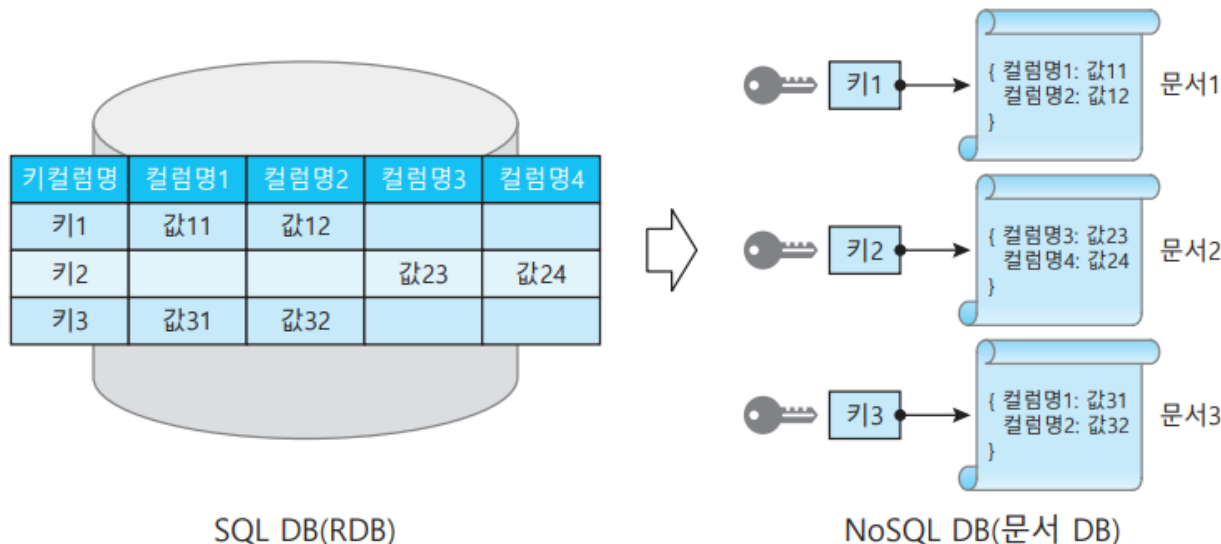 키컬럼명 컬럼명1 컬럼명2 컬럼명3 컬럼명4
키1 값11 값12
키2 값23 값24
키3 값31 값32
SQL DB(RDB)
키1
{ 컬럼명1: 값11
컬럼명2: 값12
}
문서1
키2
{ 컬럼명3: 값23
컬럼명4: 값24
}
문서2
키3
{ 컬럼명1: 값31
컬럼명2: 값32
}
문서3
NoSQL DB(문서 DB)